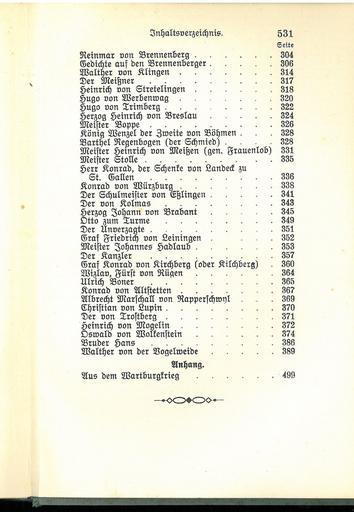 Inhaltsverzeichnis. 531
Seite
Reinmar von Brennenberg . . . . . 304
Gedichte auf den Brennenberger . . . . 306
Walther von Klingen . . . . . . 314
Der Meißner . . . . . . . 317
Heinrich von Stretelingen . . . . . 318
Hugo von Werbenwag . . . . . . 320
Hugo von Trimberg . . . . . . 322
Herzog Heinrich von Breslau . . . . 324
Meister Boppe . . . . . . . 326
König Wenzel der Zweite von Böhmen . . . 328
Barthel Regenbogen (der Schmied) . . . . 328
Meister Heinrich von Meißen (gen. Frauenlob) 331
Meister Stolle . . . . . . . 335
Herr Konrad, der Schenke von Landeck zu
St. Gallen . . . . . . . 336
Konrad von Würzburg . . . . . . 338
Der Schulmeister von Eßlingen . . . . 341
Der von Kolmas . . . . . . . 343
Herzog Johann von Brabant . . . . . 345
Otto zum Turme . . . . . . . 349
Der Unverzagte . . . . . . . 351
Graf Friedrich von Leiningen . . . . 352
Meister Johannes Hadlaub . . . . . 353
Der Kanzler . . . . . . . 357
Graf Konrad von Kirchberg (oder Kilchberg) . 360
Wizlav, Fürst von Rügen . . . . . 364
Ulrich Boner . . . . . . . 365
Konrad von Altstetten . . . . . . 367
Albrecht Marschall von Rapperschwyl . . . 369
Christian von Lupin . . . . . . 370
Der von Trostberg . . . . . . 371
Heinrich von Mogelin . . . . . . 372
Oswald von Wolkenstein . . . . . 374
Bruder Hans . . . . . . . 386
Walther von der Vogelweide . . . . . 389
Anhang.
Aus dem Wartburgkrieg . . . . . . 499